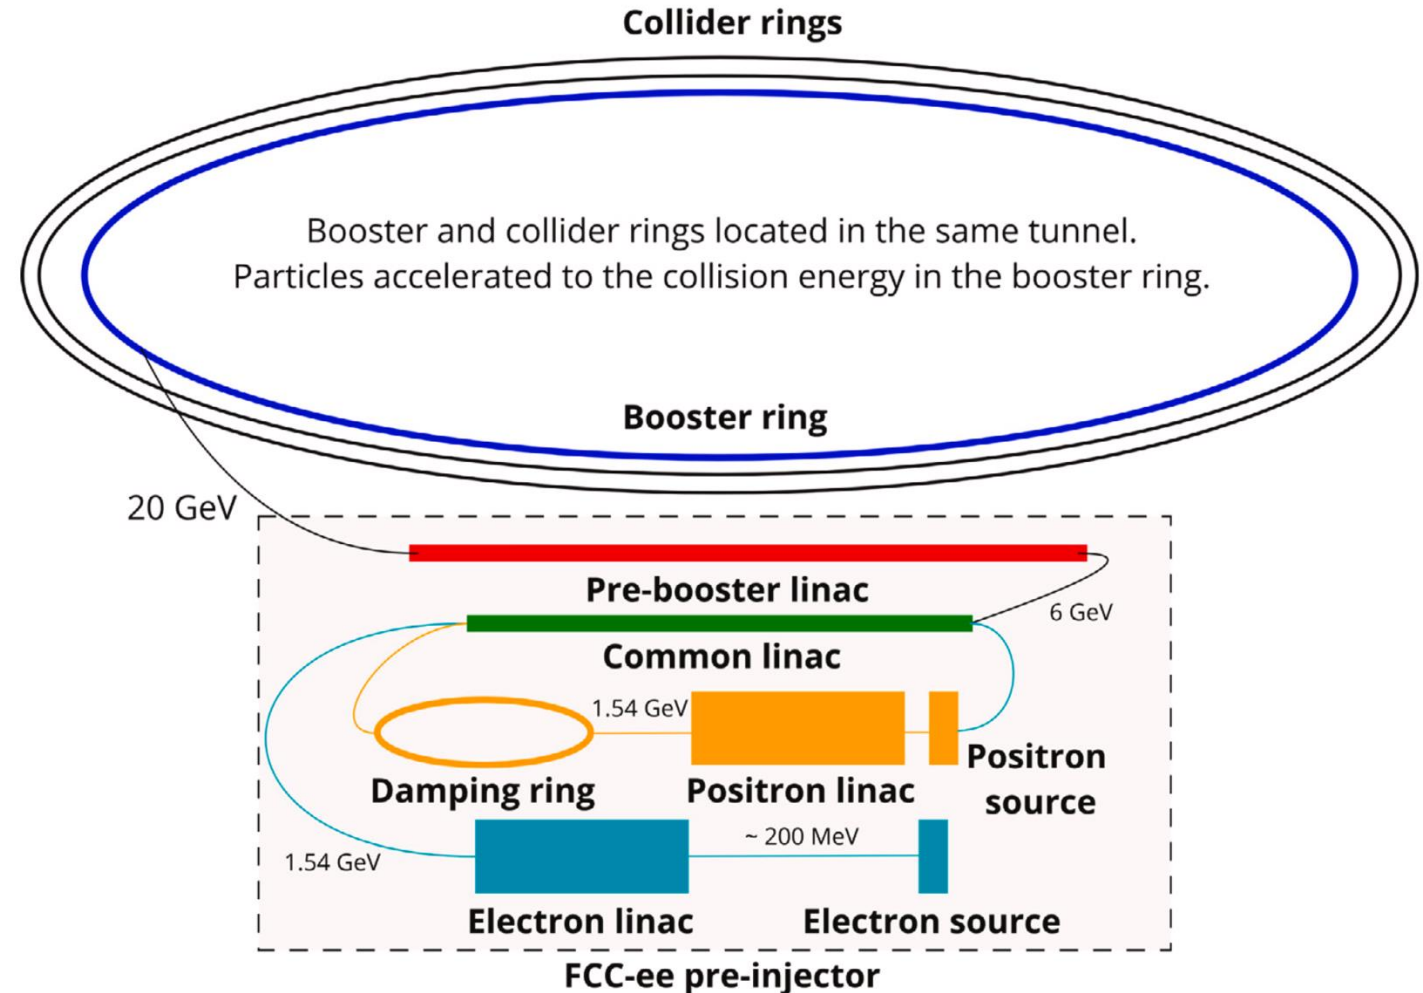 Collider rings
Booster and collider rings located in the same tunnel.
Particles accelerated to the collision energy in the booster ring.
Booster ring
20 GeV
Pre-booster linac
6 GeV
Common linac
1.54 GeV
Positron
source
Damping ring
Positron linac
~ 200 MeV
1.54 GeV
Electron linac
Electron source
FCC-ee pre-injector